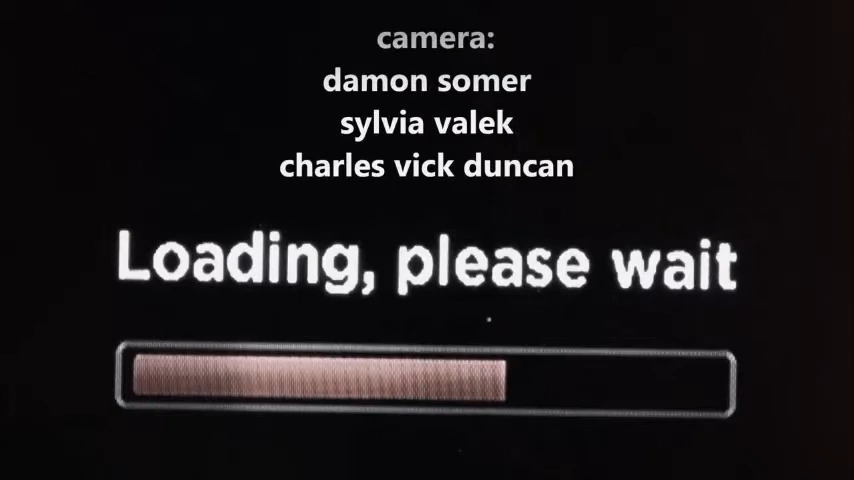 camera:
damon somer
sylvia valek
charles vick duncan
Loading, please wait